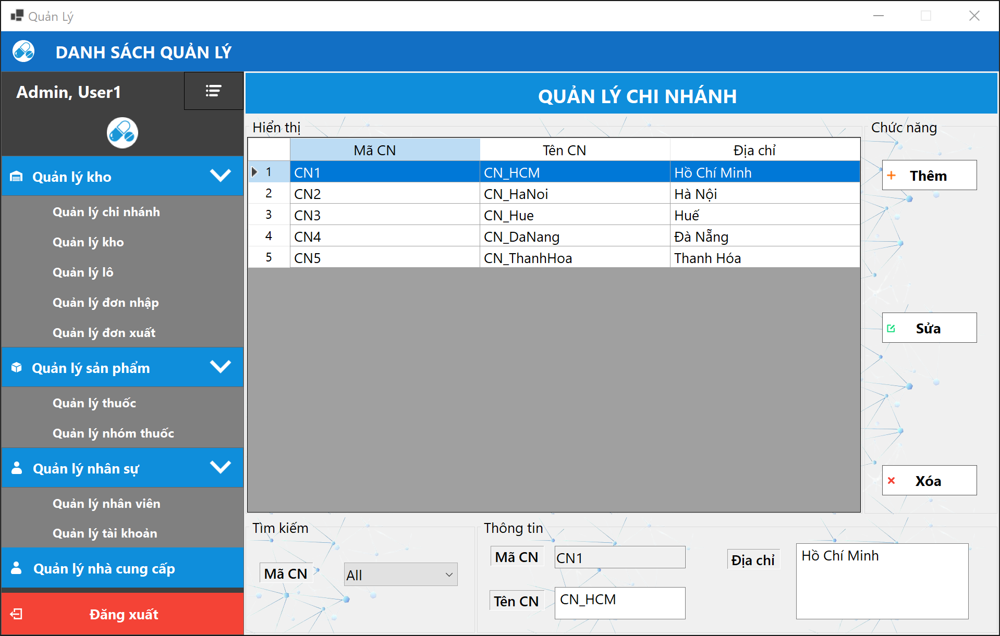 Quản Lý
DANH SÁCH QUẢN LÝ
Admin, User1
Quản lý kho
Quản lý chi nhánh
Quản lý kho
Quản lý lô
Quản lý đơn nhập
Quản lý đơn xuất
Quản lý sản phẩm
Quản lý thuốc
Quản lý nhóm thuốc
Quản lý nhân sự
Quản lý nhân viên
Quản lý tài khoản
Quản lý nhà cung cấp
Đăng xuất
QUẢN LÝ CHI NHÁNH
Hiển thị
Mã CN Tên CN Địa chỉ
1 CN1 CN_HCM Hồ Chí Minh
2 CN2 CN_HaNoi Hà Nội
3 CN3 CN_Hue Huế
4 CN4 CN_DaNang Đà Nẵng
5 CN5 CN_ThanhHoa Thanh Hóa
Chức năng
Thêm
Sửa
Xóa
Tìm kiếm
Mã CN All
Thông tin
Mã CN CN1
Tên CN CN_HCM
Địa chỉ Hồ Chí Minh